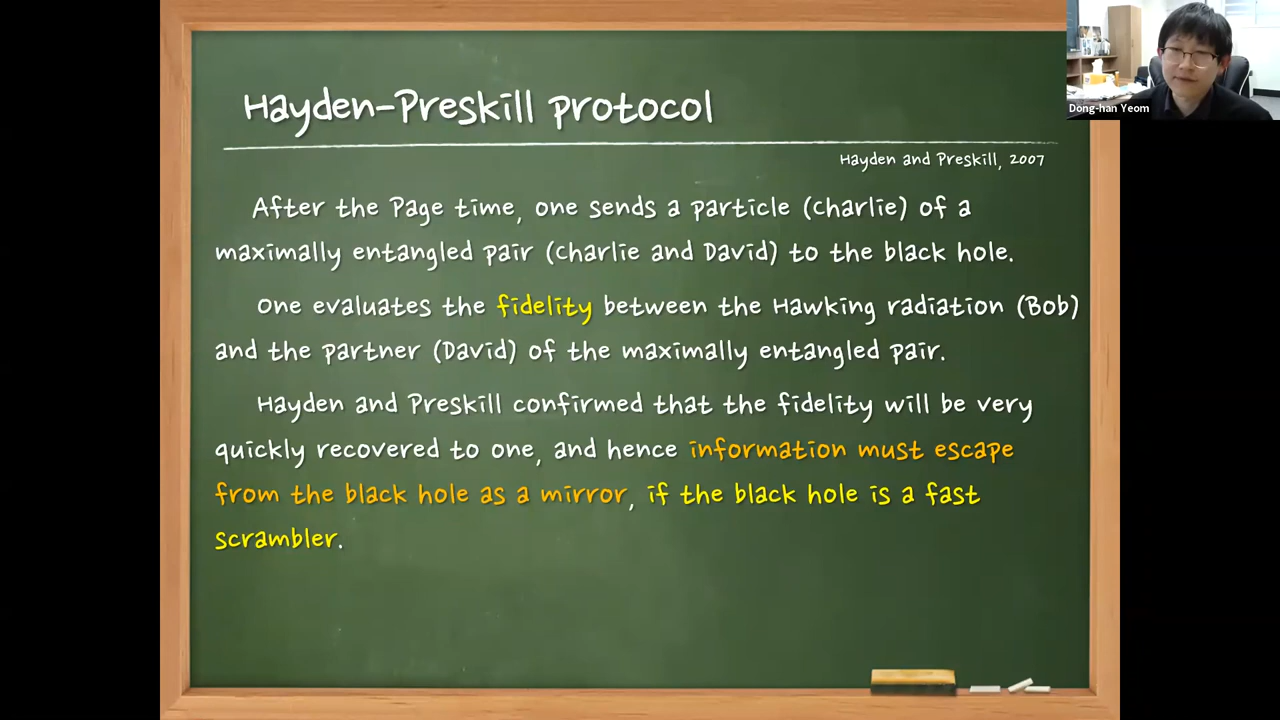 Dong-han Yeom
Hayden-Preskill protocol
Hayden and Preskill, 2007
After the Page time, one sends a particle (Charlie) of a
maximally entangled pair (Charlie and David) to the black hole.
One evaluates the fidelity between the Hawking radiation (Bob)
and the partner (David) of the maximally entangled pair.
Hayden and Preskill confirmed that the fidelity will be very
quickly recovered to one, and hence information must escape
from the black hole as a mirror, if the black hole is a fast
scrambler.